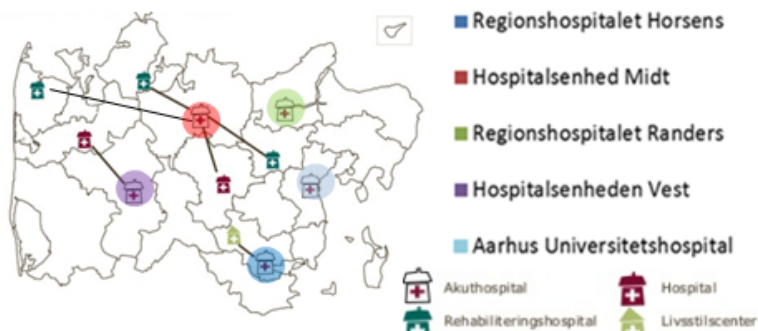 Regionshospitalet Horsens
Hospitalsenhed Midt
Regionshospitalet Randers
Hospitalsenheden Vest
Aarhus Universitetshospital
Akuthospital
Hospital
Rehabiliteringshospital
Livsstilscenter